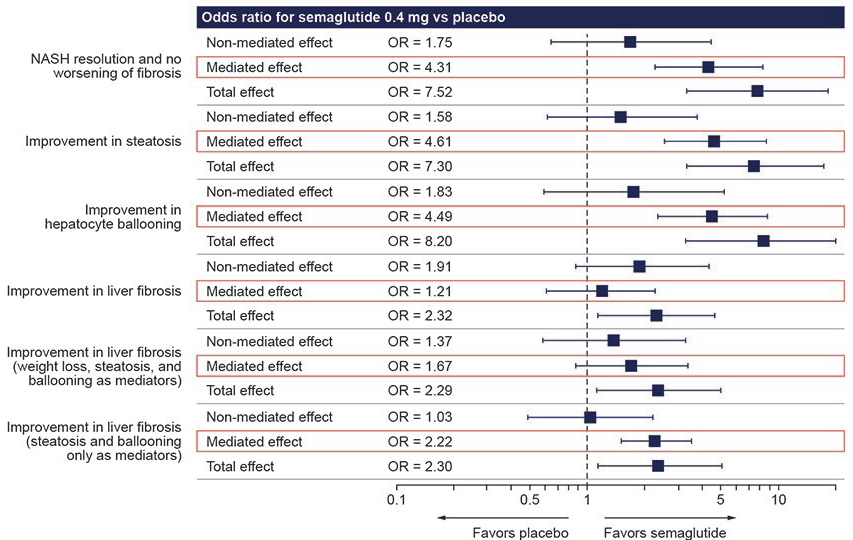 Odds ratio for semaglutide 0.4 mg vs placebo
NASH resolution and no
worsening of fibrosis
Non-mediated effect OR = 1.75
Mediated effect OR = 4.31
Total effect OR = 7.52
Improvement in steatosis
Non-mediated effect OR = 1.58
Mediated effect OR = 4.61
Total effect OR = 7.30
Improvement in
hepatocyte ballooning
Non-mediated effect OR = 1.83
Mediated effect OR = 4.49
Total effect OR = 8.20
Improvement in liver fibrosis
Non-mediated effect OR = 1.91
Mediated effect OR = 1.21
Total effect OR = 2.32
Improvement in liver fibrosis
(weight loss, steatosis, and
ballooning as mediators)
Non-mediated effect OR = 1.37
Mediated effect OR = 1.67
Total effect OR = 2.29
Improvement in liver fibrosis
(steatosis and ballooning
only as mediators)
Non-mediated effect OR = 1.03
Mediated effect OR = 2.22
Total effect OR = 2.30
0.1 0.5 1 5 10
Favors placebo Favors semaglutide